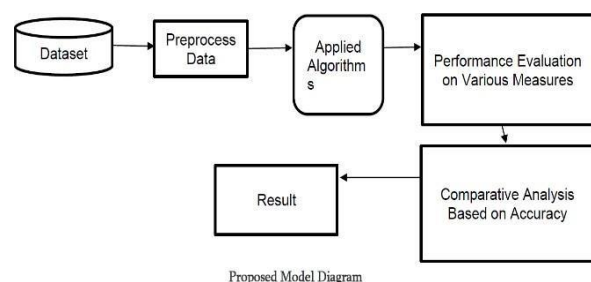 Dataset
Preprocess
Data
Applied
Algorithm
s
Performance Evaluation
on Various Measures
Comparative Analysis
Based on Accuracy
Result
Proposed Model Diagram